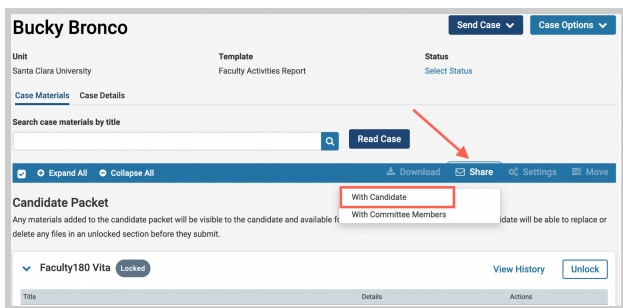 Bucky Bronco
Send Case
Case Options
Unit
Template
Status
Santa Clara University
Faculty Activities Report
Select Status
Case Materials
Case Details
Search case materials by title
Read Case
Expand All
Collapse All
Download
Share
Settings
Move
With Candidate
With Committee Members
Candidate Packet
Any materials added to the candidate packet will be visible to the candidate and available
idate will be able to replace or
delete any files in an unlocked section before they submit.
Faculty180 Vita
Locked
View History
Unlock
Title
Details
Actions